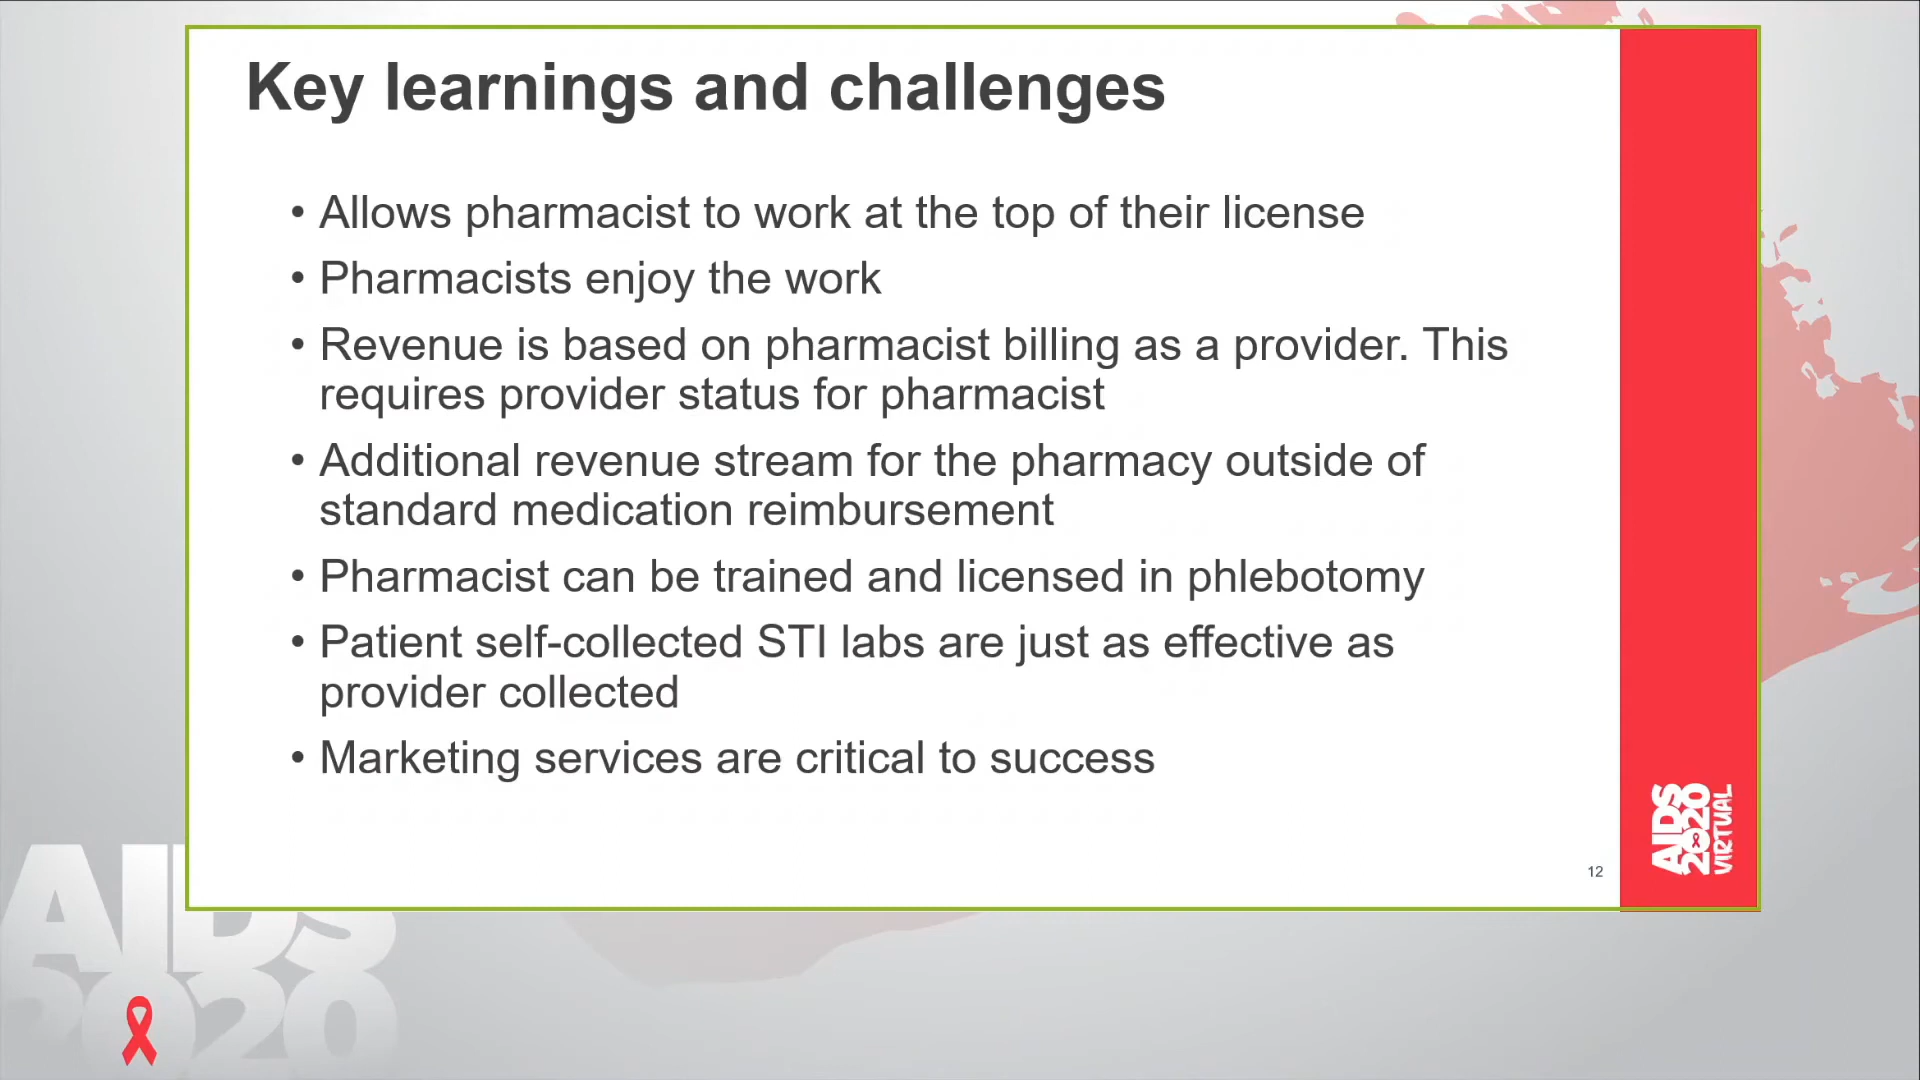 Key learnings and challenges
• Allows pharmacist to work at the top of their license
• Pharmacists enjoy the work
• Revenue is based on pharmacist billing as a provider. This
requires provider status for pharmacist
• Additional revenue stream for the pharmacy outside of
standard medication reimbursement
• Pharmacist can be trained and licensed in phlebotomy
• Patient self-collected STI labs are just as effective as
provider collected
• Marketing services are critical to success
12
AIDS
2020
VIRTUAL
AIDS
2020